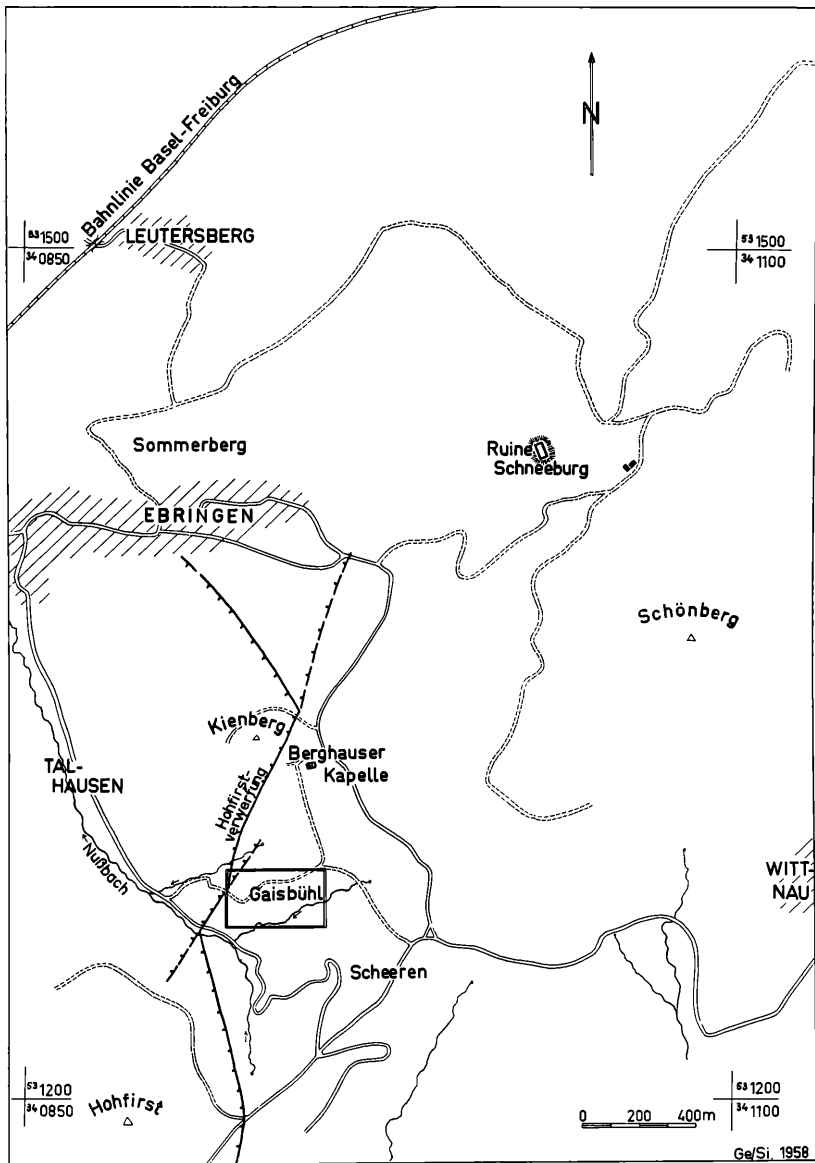 Bahnlinie Basel-Freiburg
N
53 1500
34 0850
LEUTERSBERG
53 1500
34 1100
Sommerberg
Ruine
Schneeburg
EBRINGEN
Schönberg
Kienberg
Berghauser
Kapelle
TAL-
HAUSEN
Hohfirst-
verwerfung
Nußbach
Gaisbühl
WITT-
NAU
Scheeren
53 1200
34 0850
Hohfirst
53 1200
34 1100
0 200 400m
Ge/Si. 1958